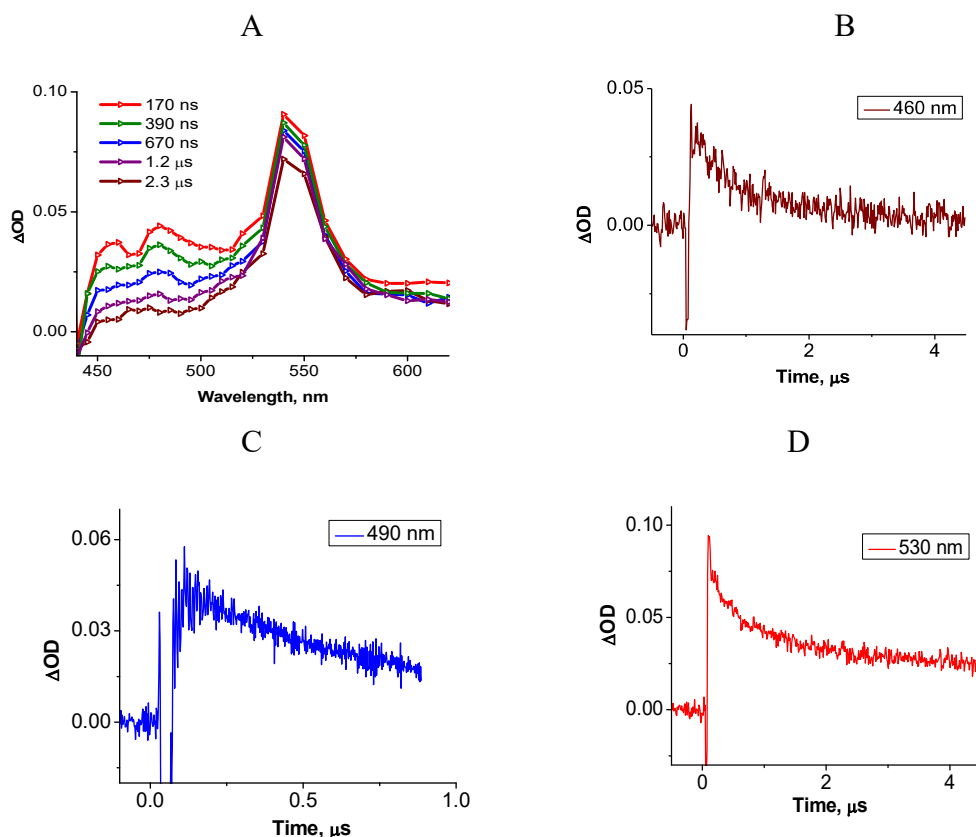 A
B
0.10
0.05
0.00
ΔOD
170 ns
390 ns
670 ns
1.2 μs
2.3 μs
450
500
550
600
Wavelength, nm
0.05
0.00
ΔOD
460 nm
0
2
4
Time, μs
C
D
0.06
0.03
0.00
ΔOD
490 nm
0.0
0.5
1.0
Time, μs
0.10
0.05
0.00
ΔOD
530 nm
0
2
4
Time, μs